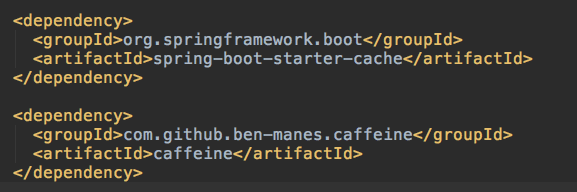 <dependency>
<groupId>org.springframework.boot</groupId>
<artifactId>spring-boot-starter-cache</artifactId>
</dependency>
<dependency>
<groupId>com.github.ben-manes.caffeine</groupId>
<artifactId>caffeine</artifactId>
</dependency>